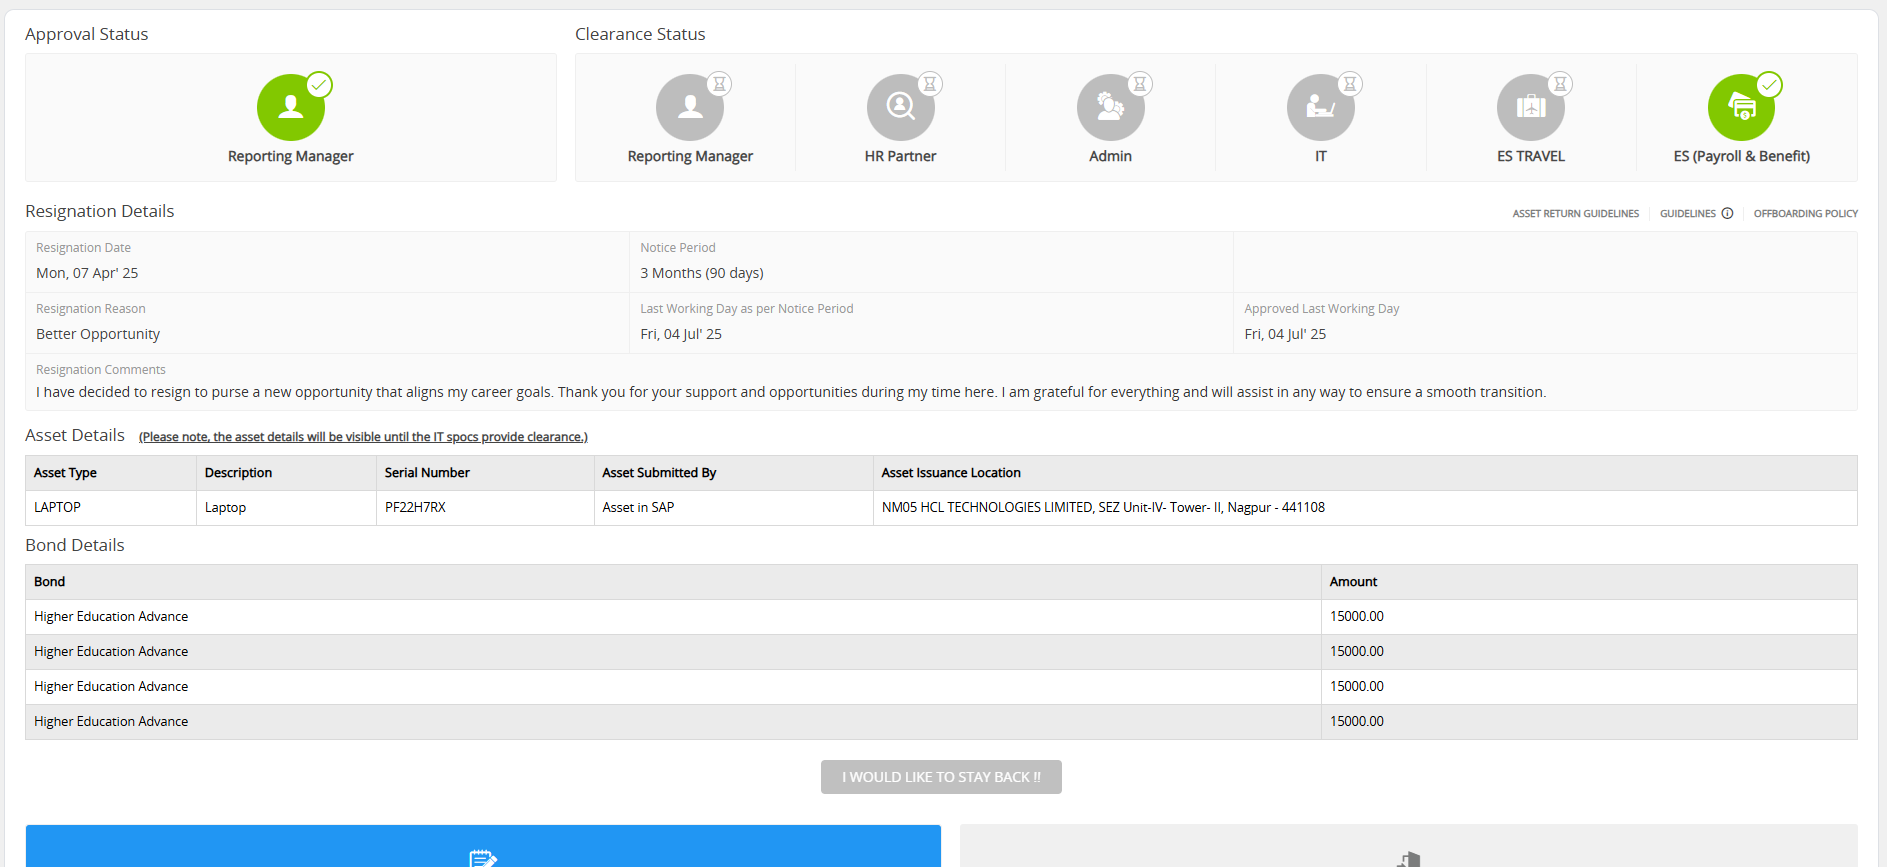 Approval Status
Clearance Status
Reporting Manager
Reporting Manager
HR Partner
Admin
IT
ES TRAVEL
ES (Payroll & Benefit)
Resignation Details
ASSET RETURN GUIDELINES
GUIDELINES
OFFBOARDING POLICY
Resignation Date
Notice Period
Mon, 07 Apr' 25
3 Months (90 days)
Resignation Reason
Last Working Day as per Notice Period
Approved Last Working Day
Better Opportunity
Fri, 04 Jul' 25
Fri, 04 Jul' 25
Resignation Comments
I have decided to resign to purse a new opportunity that aligns my career goals. Thank you for your support and opportunities during my time here. I am grateful for everything and will assist in any way to ensure a smooth transition.
Asset Details (Please note, the asset details will be visible until the IT spocs provide clearance.)
Asset Type Description Serial Number Asset Submitted By Asset Issuance Location
LAPTOP Laptop PF22H7RX Asset in SAP NM05 HCL TECHNOLOGIES LIMITED, SEZ Unit-IV- Tower- II, Nagpur - 441108
Bond Details
Bond Amount
Higher Education Advance 15000.00
Higher Education Advance 15000.00
Higher Education Advance 15000.00
Higher Education Advance 15000.00
I WOULD LIKE TO STAY BACK !!